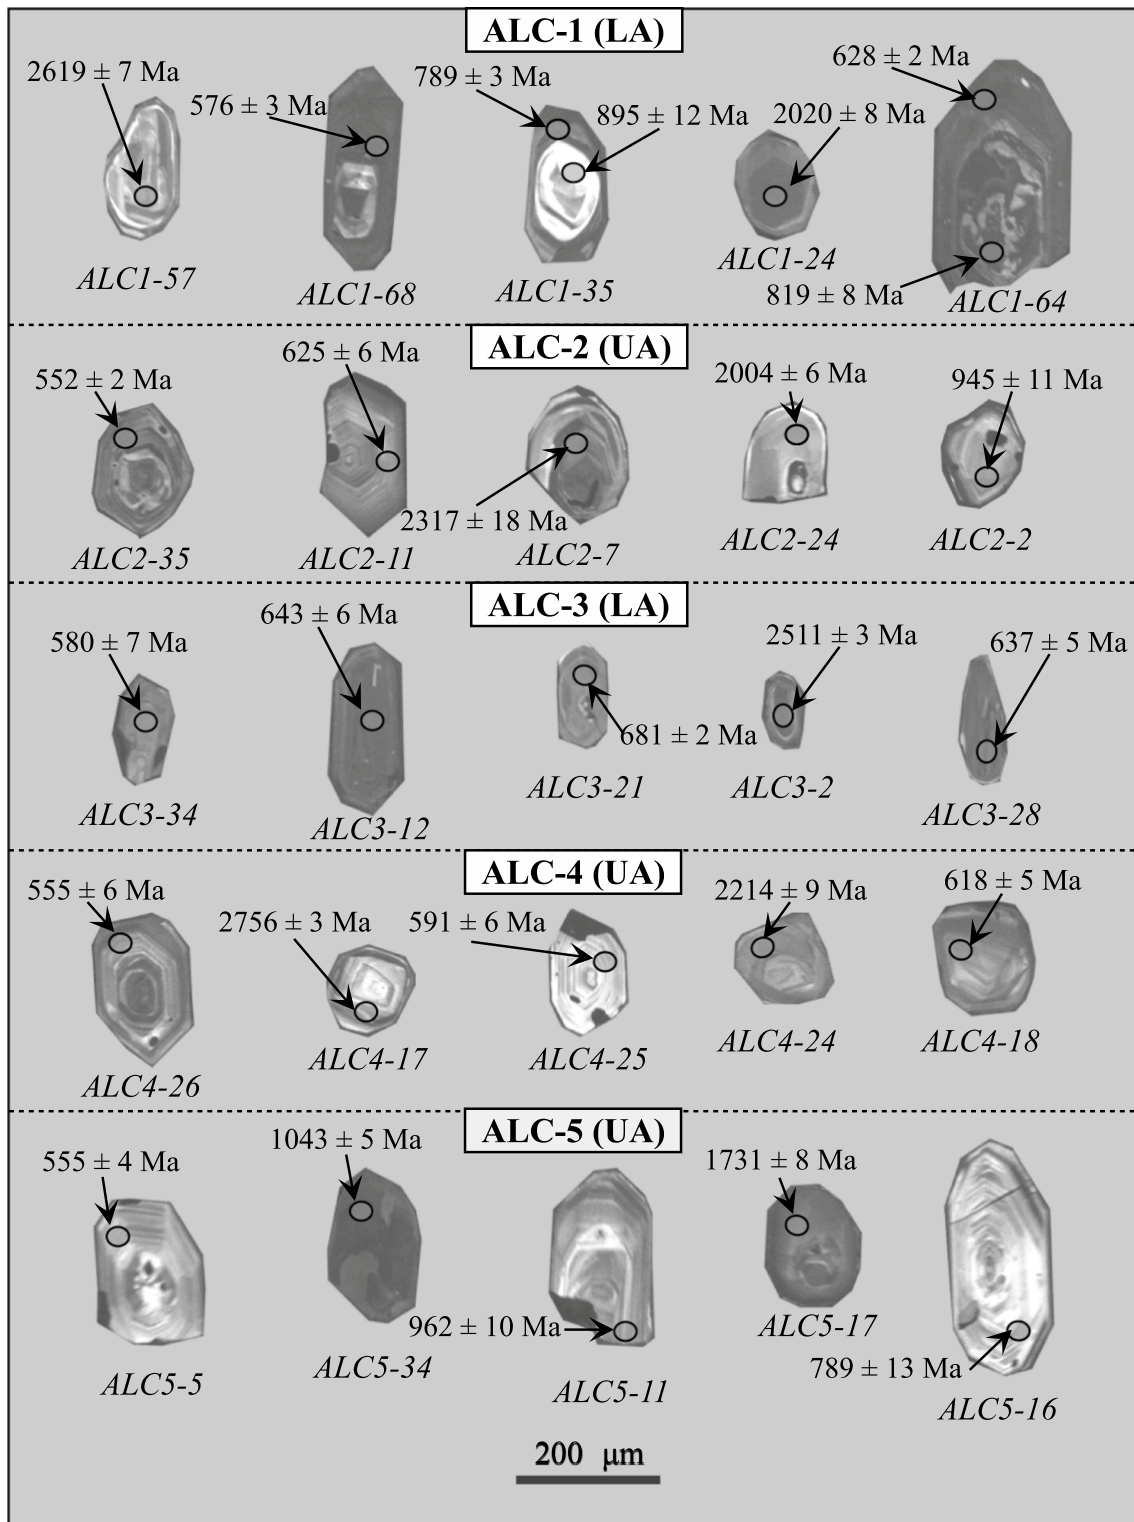 ALC-1 (LA)
2619 ± 7 Ma
576 ± 3 Ma
789 ± 3 Ma
895 ± 12 Ma
2020 ± 8 Ma
628 ± 2 Ma
819 ± 8 Ma
ALC1-57
ALC1-68
ALC1-35
ALC1-24
ALC1-64
ALC-2 (UA)
552 ± 2 Ma
625 ± 6 Ma
2317 ± 18 Ma
2004 ± 6 Ma
945 ± 11 Ma
ALC2-35
ALC2-11
ALC2-7
ALC2-24
ALC2-2
ALC-3 (LA)
580 ± 7 Ma
643 ± 6 Ma
681 ± 2 Ma
2511 ± 3 Ma
637 ± 5 Ma
ALC3-34
ALC3-12
ALC3-21
ALC3-2
ALC3-28
ALC-4 (UA)
555 ± 6 Ma
2756 ± 3 Ma
591 ± 6 Ma
2214 ± 9 Ma
618 ± 5 Ma
ALC4-26
ALC4-17
ALC4-25
ALC4-24
ALC4-18
ALC-5 (UA)
555 ± 4 Ma
1043 ± 5 Ma
962 ± 10 Ma
1731 ± 8 Ma
789 ± 13 Ma
ALC5-5
ALC5-34
ALC5-11
ALC5-17
ALC5-16
200 µm